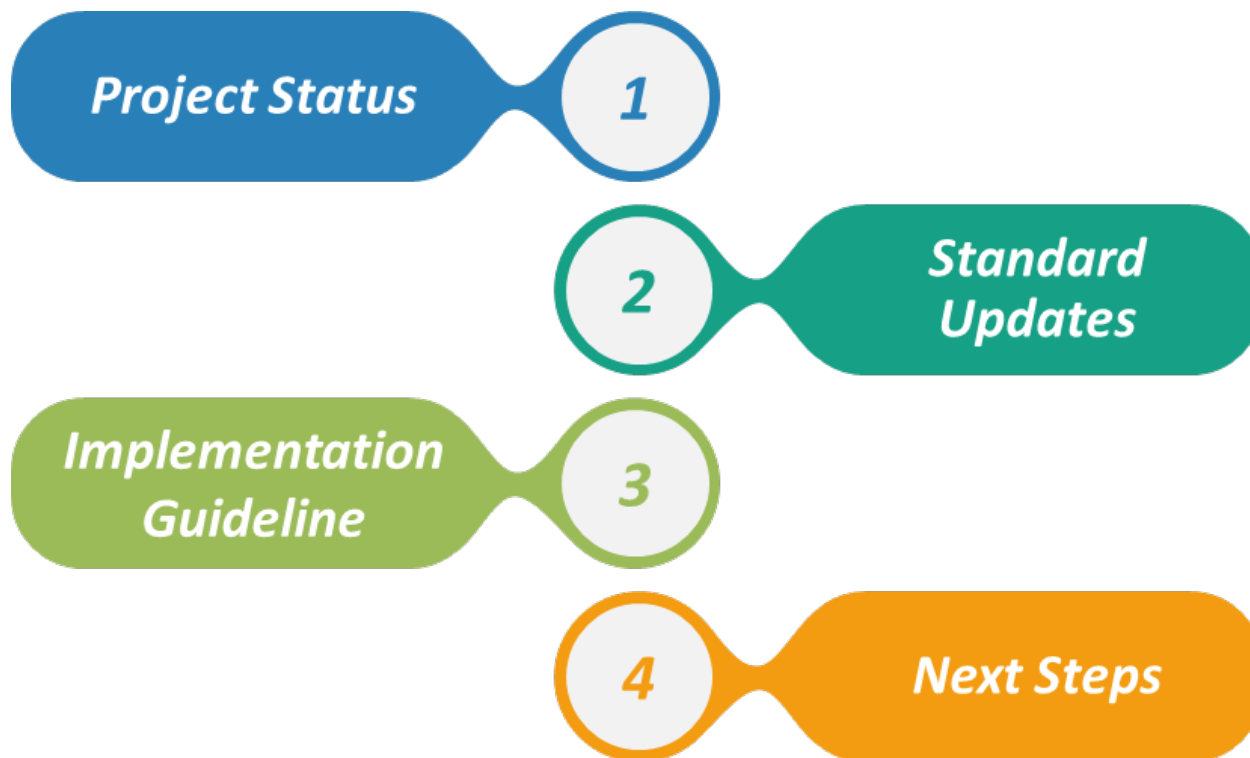 Project Status
1
2
Standard
Updates
Implementation
Guideline
3
4
Next Steps